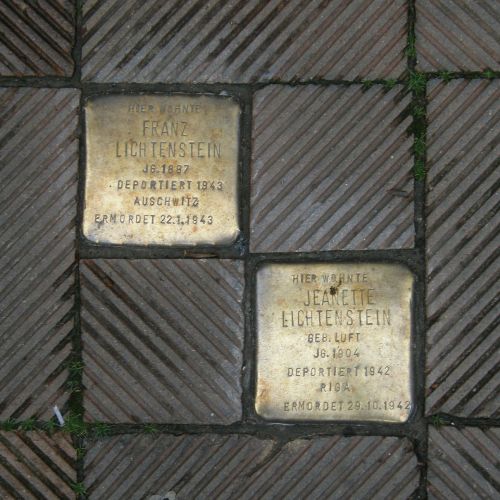 HIER WOHNTE
FRANZ
LICHTENSTEIN
JG. 1897
DEPORTIERT 1943
AUSCHWITZ
ERMORDET 22.1.1943
HIER WOHNTE
JEANETTE
LICHTENSTEIN
GEB. LUFT
JG. 1904
DEPORTIERT 1942
RIGA
ERMORDET 29.10.1942